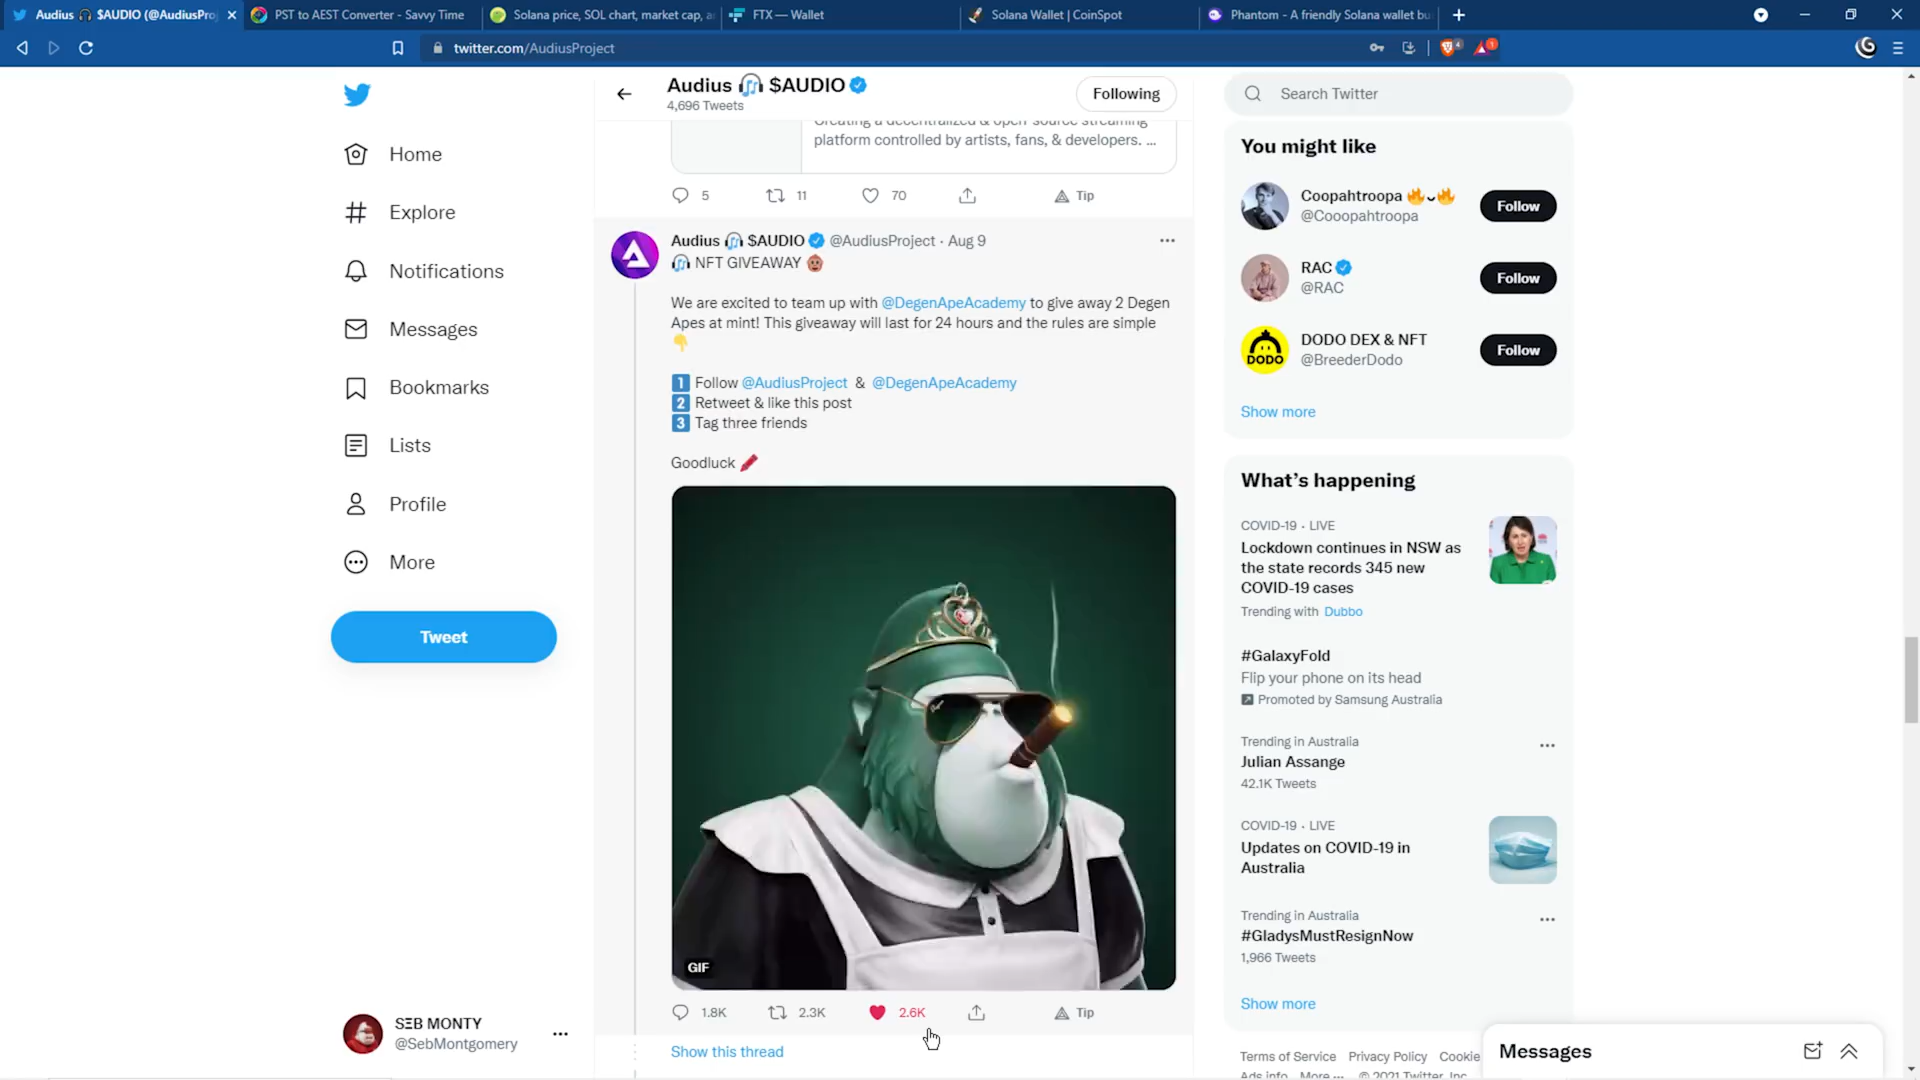 Audius 🎧 $AUDIO (@AudiusPro
PST to AEST Converter - Savvy Time
Solana price, SOL chart, market cap, a
FTX — Wallet
Solana Wallet | CoinSpot
Phantom - A friendly Solana wallet bu
twitter.com/AudiusProject
4
1
Home
Explore
Notifications
Messages
Bookmarks
Lists
Profile
More
Tweet
SΞB MONTY
@SebMontgomery
Audius 🎧 $AUDIO
4,696 Tweets
Following
Creating a decentralized & open-source streaming
platform controlled by artists, fans, & developers. ...
5 11 70 Tip
Audius 🎧 $AUDIO @AudiusProject · Aug 9
🎧 NFT GIVEAWAY 🐵
We are excited to team up with @DegenApeAcademy to give away 2 Degen
Apes at mint! This giveaway will last for 24 hours and the rules are simple
👇
1 Follow @AudiusProject & @DegenApeAcademy
2 Retweet & like this post
3 Tag three friends
Goodluck 🖍
DODO
GIF
1.8K 2.3K 2.6K Tip
Show this thread
Search Twitter
You might like
Coopahtroopa 🔥⌣🔥
@Cooopahtroopa
Follow
RAC
@RAC
Follow
DODO DEX & NFT
@BreederDodo
Follow
Show more
What's happening
COVID-19 · LIVE
Lockdown continues in NSW as
the state records 345 new
COVID-19 cases
Trending with Dubbo
#GalaxyFold
Flip your phone on its head
Promoted by Samsung Australia
Trending in Australia
Julian Assange
42.1K Tweets
COVID-19 · LIVE
Updates on COVID-19 in
Australia
Trending in Australia
#GladysMustResignNow
1,966 Tweets
Show more
Terms of Service Privacy Policy Cookie
Ads info More ... © 2021 Twitter, Inc.
Messages